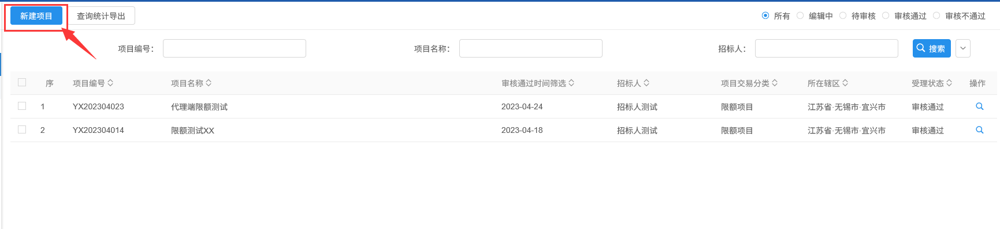 新建项目 查询统计导出 所有 编辑中 待审核 审核通过 审核不通过
项目编号： 项目名称： 招标人： 搜索
序 项目编号 项目名称 审核通过时间筛选 招标人 项目交易分类 所在辖区 受理状态 操作
1 YX202304023 代理端限额测试 2023-04-24 招标人测试 限额项目 江苏省·无锡市·宜兴市 审核通过
2 YX202304014 限额测试XX 2023-04-18 招标人测试 限额项目 江苏省·无锡市·宜兴市 审核通过